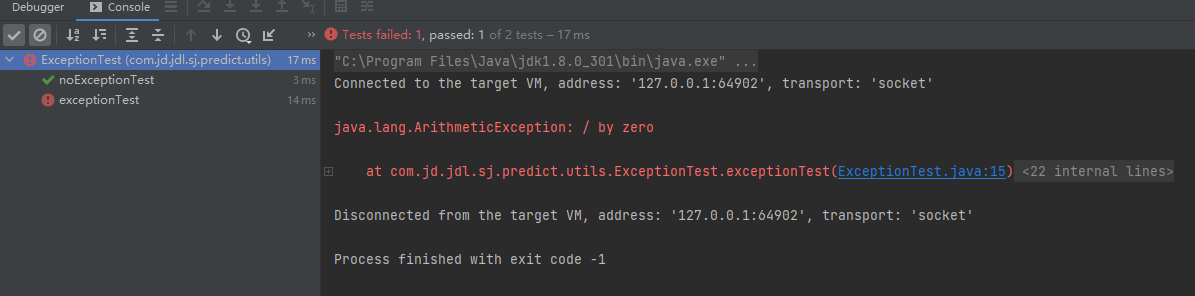 Debugger
Console
Tests failed: 1, passed: 1 of 2 tests – 17 ms
ExceptionTest (com.jd.jdl.sj.predict.utils) 17 ms
noExceptionTest 3 ms
exceptionTest 14 ms
"C:\Program Files\Java\jdk1.8.0_301\bin\java.exe" ...
Connected to the target VM, address: '127.0.0.1:64902', transport: 'socket'
java.lang.ArithmeticException: / by zero
at com.jd.jdl.sj.predict.utils.ExceptionTest.exceptionTest(ExceptionTest.java:15) <22 internal lines>
Disconnected from the target VM, address: '127.0.0.1:64902', transport: 'socket'
Process finished with exit code -1